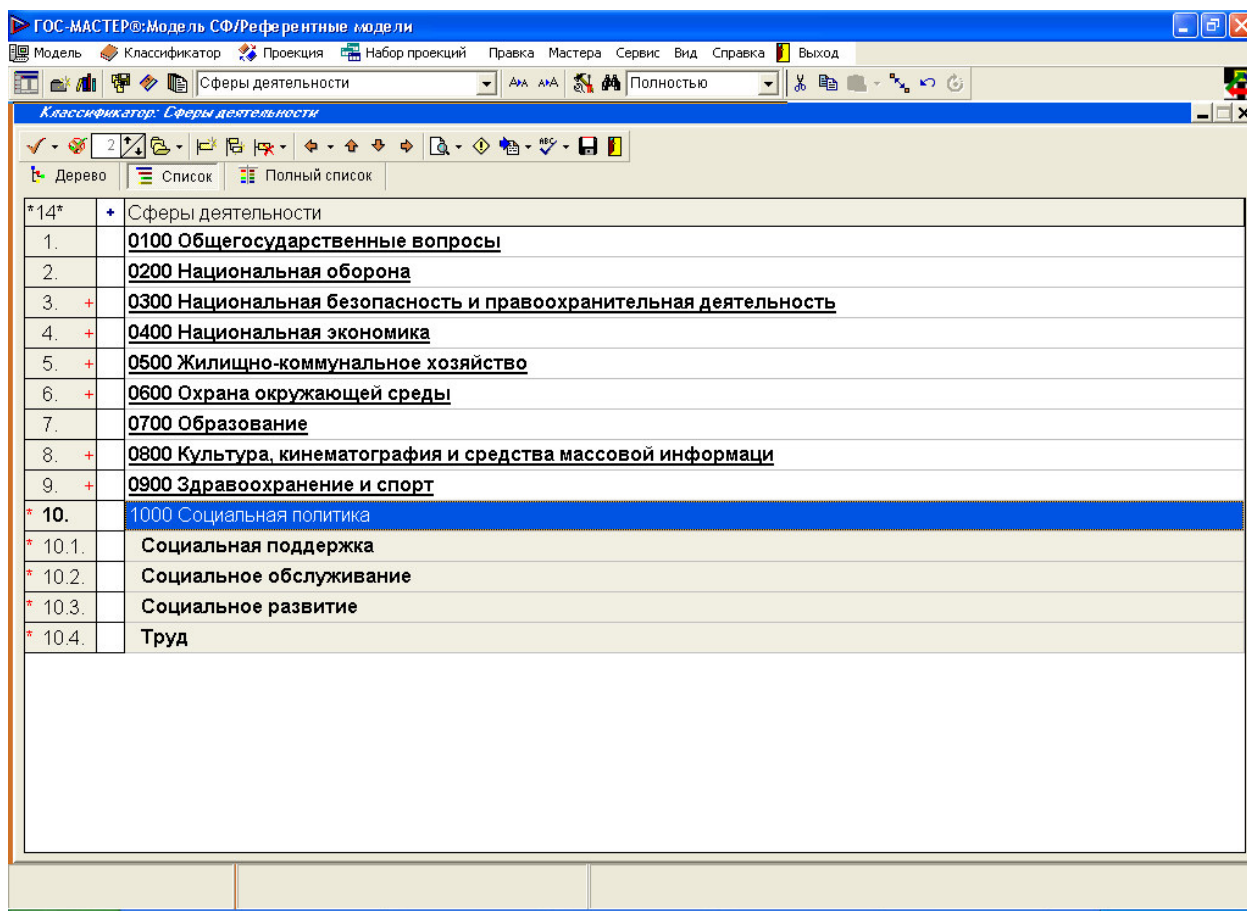 ГОС-МАСТЕР®:Модель СФ/Референтные модели
Модель Классификатор Проекция Набор проекций Правка Мастера Сервис Вид Справка Выход
Сферы деятельности Полностью
Классификатор: Сферы деятельности
2
Дерево Список Полный список
*14* + Сферы деятельности
1. 0100 Общегосударственные вопросы
2. 0200 Национальная оборона
3. + 0300 Национальная безопасность и правоохранительная деятельность
4. + 0400 Национальная экономика
5. + 0500 Жилищно-коммунальное хозяйство
6. + 0600 Охрана окружающей среды
7. 0700 Образование
8. + 0800 Культура, кинематография и средства массовой информаци
9. + 0900 Здравоохранение и спорт
* 10. 1000 Социальная политика
* 10.1. Социальная поддержка
* 10.2. Социальное обслуживание
* 10.3. Социальное развитие
* 10.4. Труд